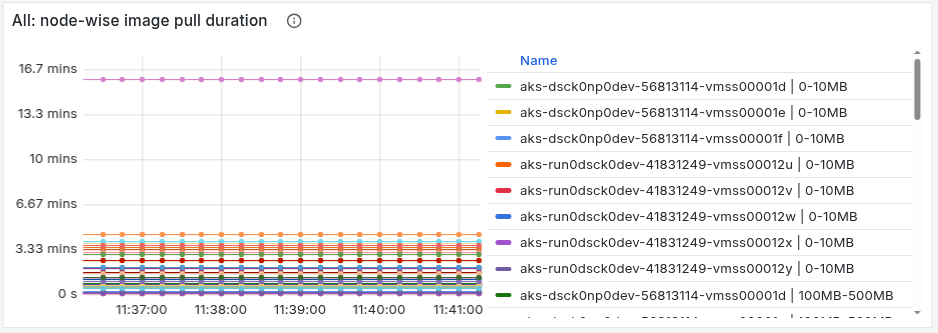 All: node-wise image pull duration
16.7 mins
13.3 mins
10 mins
6.67 mins
3.33 mins
0 s
11:37:00 11:38:00 11:39:00 11:40:00 11:41:00
Name
aks-dsck0np0dev-56813114-vmss00001d | 0-10MB
aks-dsck0np0dev-56813114-vmss00001e | 0-10MB
aks-dsck0np0dev-56813114-vmss00001f | 0-10MB
aks-run0dsck0dev-41831249-vmss00012u | 0-10MB
aks-run0dsck0dev-41831249-vmss00012v | 0-10MB
aks-run0dsck0dev-41831249-vmss00012w | 0-10MB
aks-run0dsck0dev-41831249-vmss00012x | 0-10MB
aks-run0dsck0dev-41831249-vmss00012y | 0-10MB
aks-dsck0np0dev-56813114-vmss00001d | 100MB-500MB